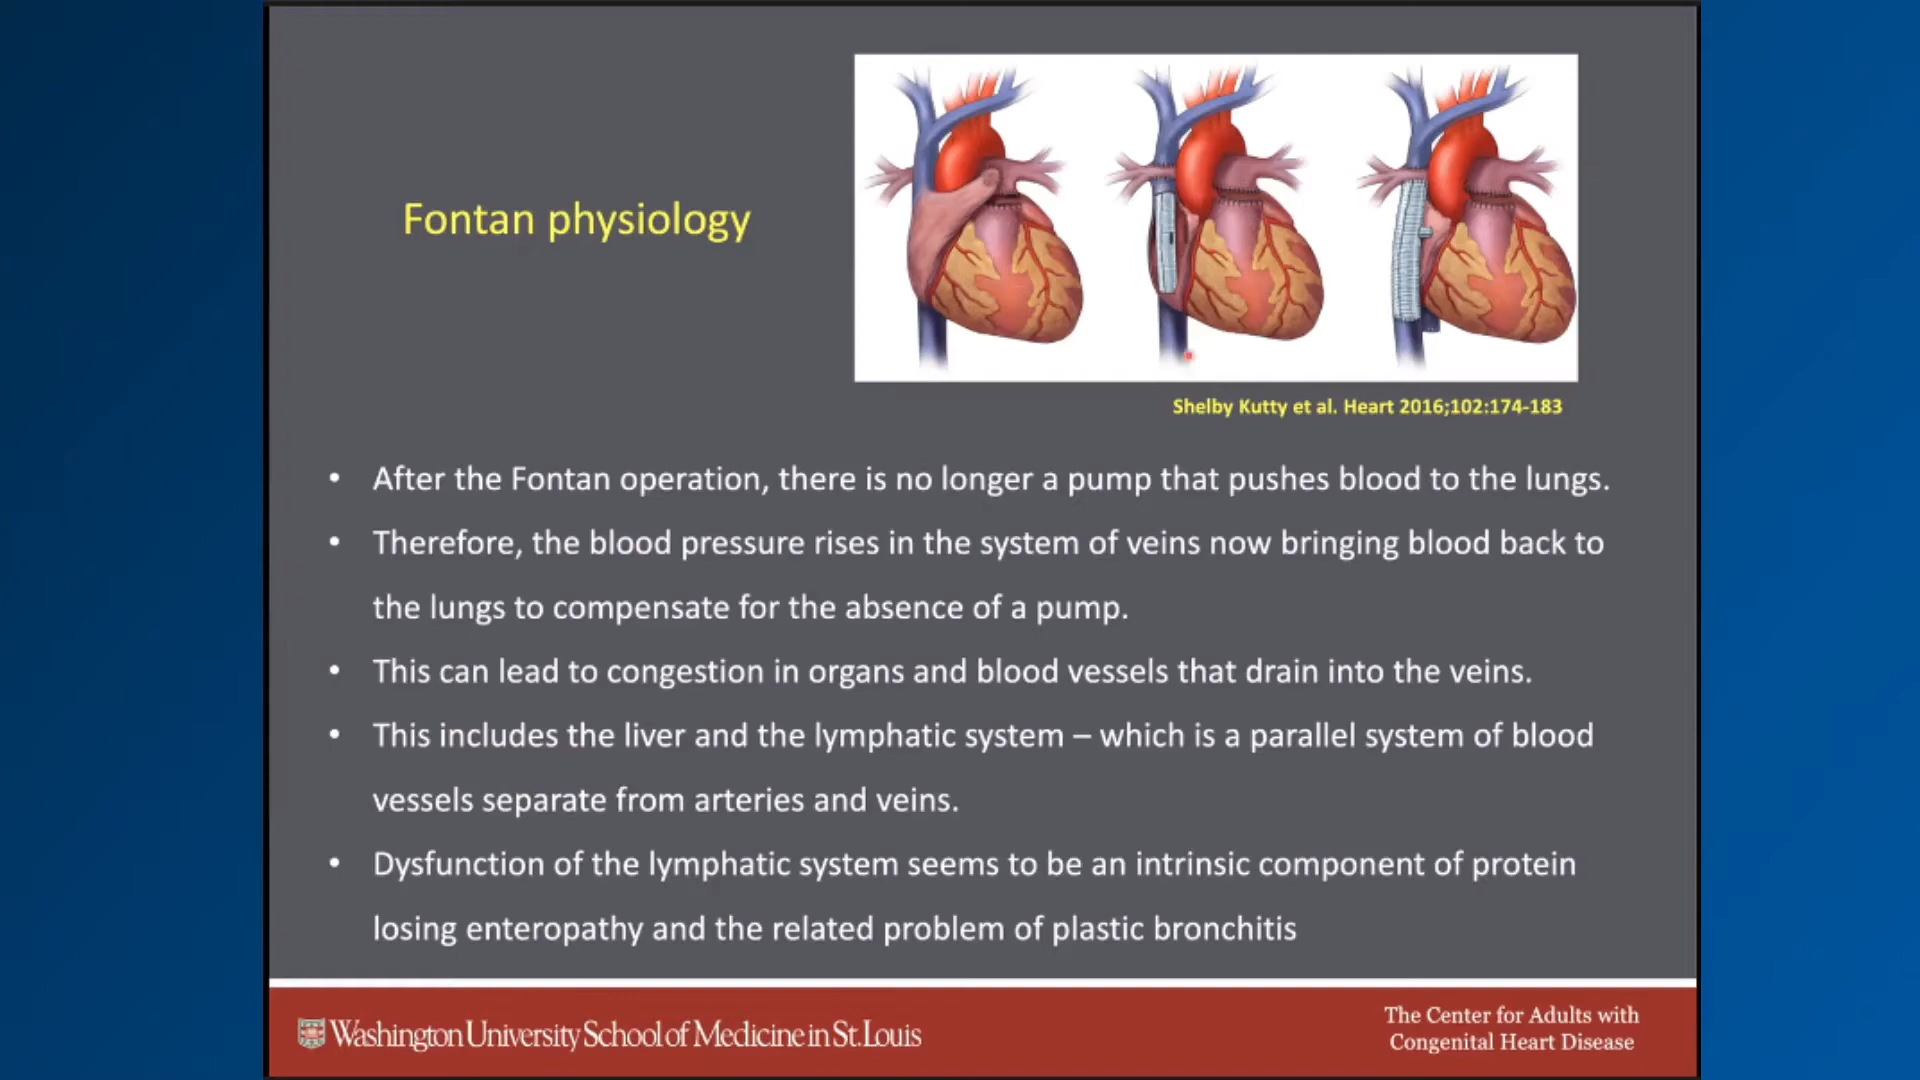 Fontan physiology
Shelby Kutty et al. Heart 2016;102:174-183
• After the Fontan operation, there is no longer a pump that pushes blood to the lungs.
• Therefore, the blood pressure rises in the system of veins now bringing blood back to
the lungs to compensate for the absence of a pump.
• This can lead to congestion in organs and blood vessels that drain into the veins.
• This includes the liver and the lymphatic system – which is a parallel system of blood
vessels separate from arteries and veins.
• Dysfunction of the lymphatic system seems to be an intrinsic component of protein
losing enteropathy and the related problem of plastic bronchitis
Washington University School of Medicine in St. Louis
The Center for Adults with
Congenital Heart Disease